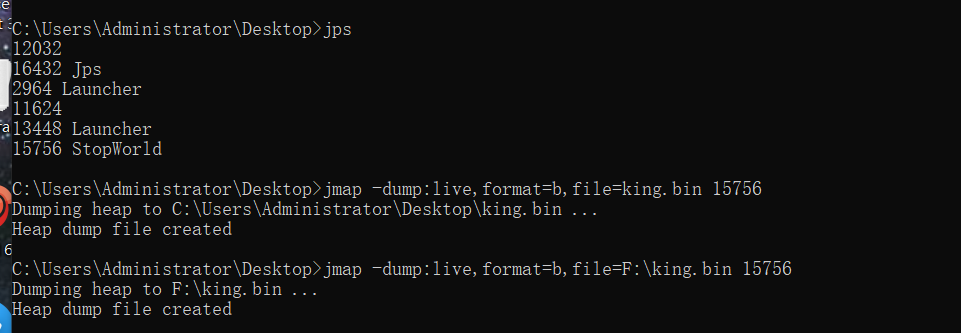 C:\Users\Administrator\Desktop>jps
12032
16432 Jps
2964 Launcher
11624
13448 Launcher
15756 StopWorld
C:\Users\Administrator\Desktop>jmap -dump:live,format=b,file=king.bin 15756
Dumping heap to C:\Users\Administrator\Desktop\king.bin ...
Heap dump file created
6
C:\Users\Administrator\Desktop>jmap -dump:live,format=b,file=F:\king.bin 15756
Dumping heap to F:\king.bin ...
Heap dump file created